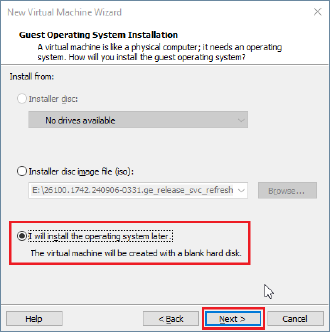 New Virtual Machine Wizard
Guest Operating System Installation
A virtual machine is like a physical computer; it needs an operating
system. How will you install the guest operating system?
Install from:
Installer disc:
No drives available
Installer disc image file (iso):
E:\26100.1742.240906-0331.ge_release_svc_refresh
Browse...
I will install the operating system later.
The virtual machine will be created with a blank hard disk.
Help
< Back
Next >
Cancel